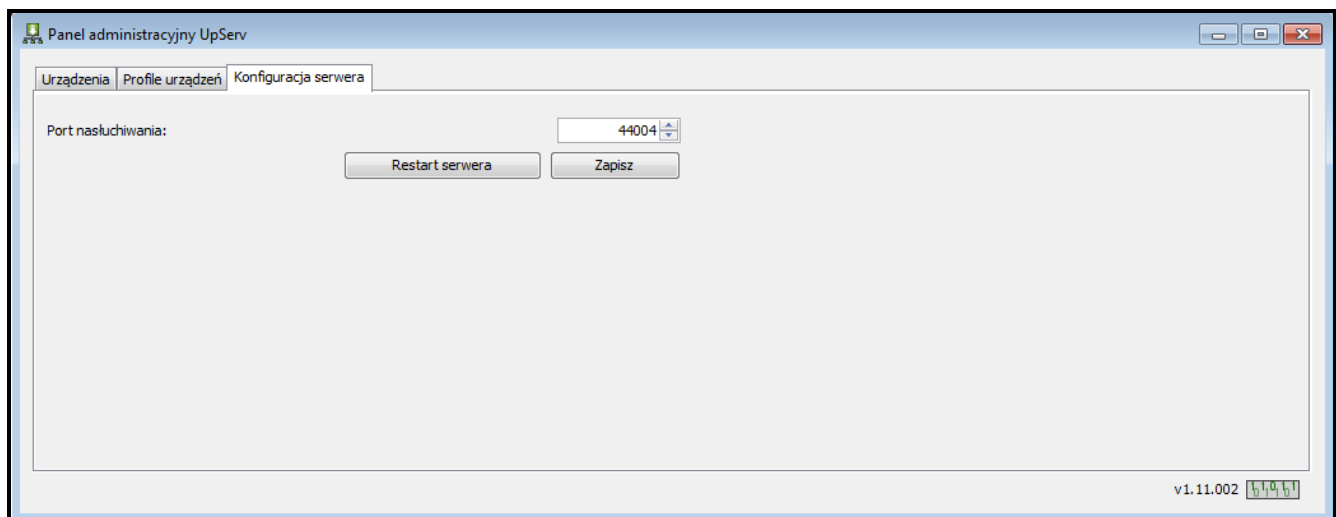 Panel administracyjny UpServ
Urządzenia Profile urządzeń Konfiguracja serwera
Port nasłuchiwania: 44004
Restart serwera Zapisz
v1.11.002